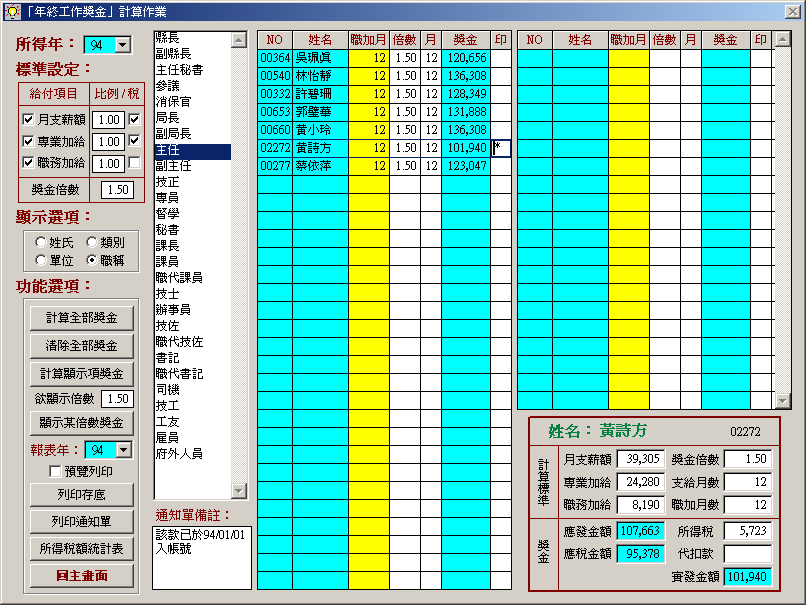 「年終工作獎金」計算作業
所得年： 94
標準設定：
給付項目 比例/稅
月支薪額 1.00
專業加給 1.00
職務加給 1.00
獎金倍數 1.50
顯示選項：
姓氏 類別
單位 職稱
功能選項：
計算全部獎金
清除全部獎金
計算顯示項獎金
欲顯示倍數 1.50
顯示某倍數獎金
報表年： 94
預覽列印
列印存底
列印通知單
所得稅額統計表
回主畫面
縣長
副縣長
主任秘書
參議
消保官
局長
副局長
主任
副主任
技正
專員
督學
秘書
課長
課員
職代課員
技士
辦事員
技佐
職代技佐
書記
職代書記
司機
技工
工友
雇員
府外人員
通知單備註：
該款已於94/01/01
入帳號
NO 姓名 職加月 倍數 月 獎金 印
00364 吳珮真 12 1.50 12 120,656
00540 林怡靜 12 1.50 12 136,308
00332 許碧珊 12 1.50 12 128,349
00653 郭璧華 12 1.50 12 131,888
00660 黃小玲 12 1.50 12 136,308
02272 黃詩方 12 1.50 12 101,940 *
00277 蔡依萍 12 1.50 12 123,047
NO 姓名 職加月 倍數 月 獎金 印
姓名：黃詩方 02272
計算標準
月支薪額 39,305 獎金倍數 1.50
專業加給 24,280 支給月數 12
職務加給 8,190 職加月數 12
獎金
應發金額 107,663 所得稅 5,723
應稅金額 95,378 代扣款
實發金額 101,940